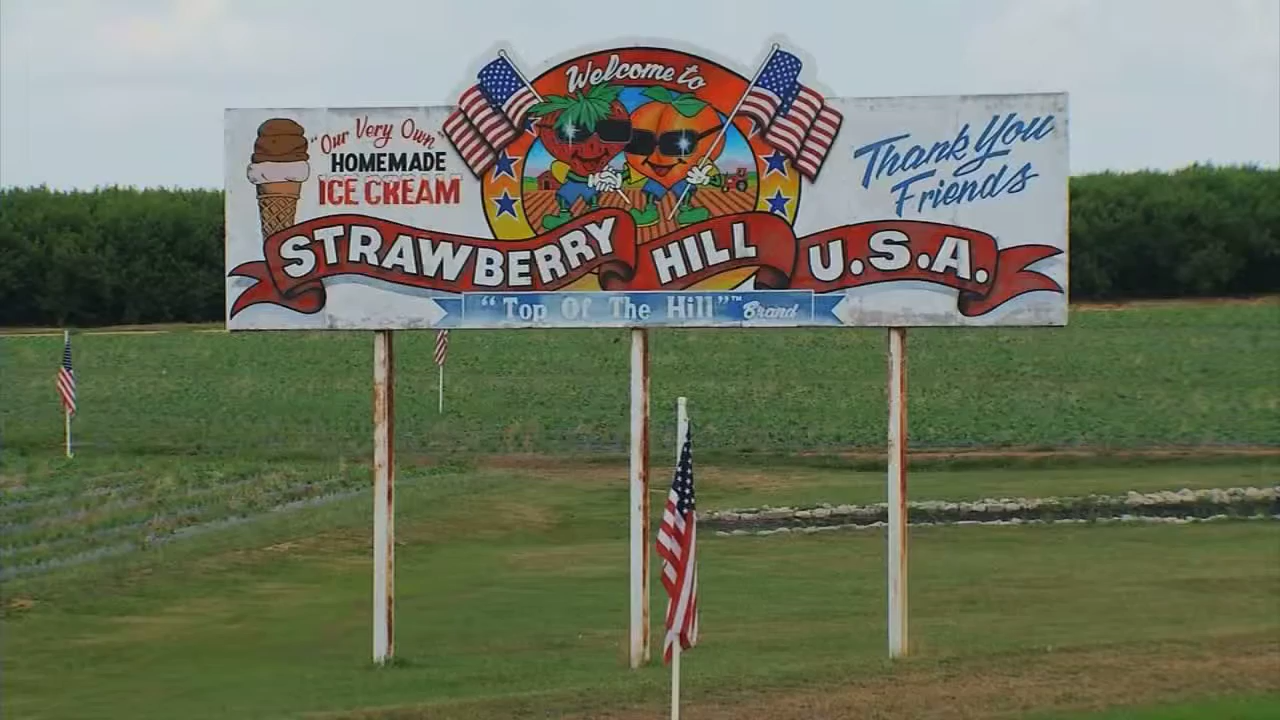 Welcome to
"Our Very Own"
HOMEMADE
ICE CREAM
Thank You
Friends
STRAWBERRY HILL U.S.A.
"Top Of The Hill"™ Brand